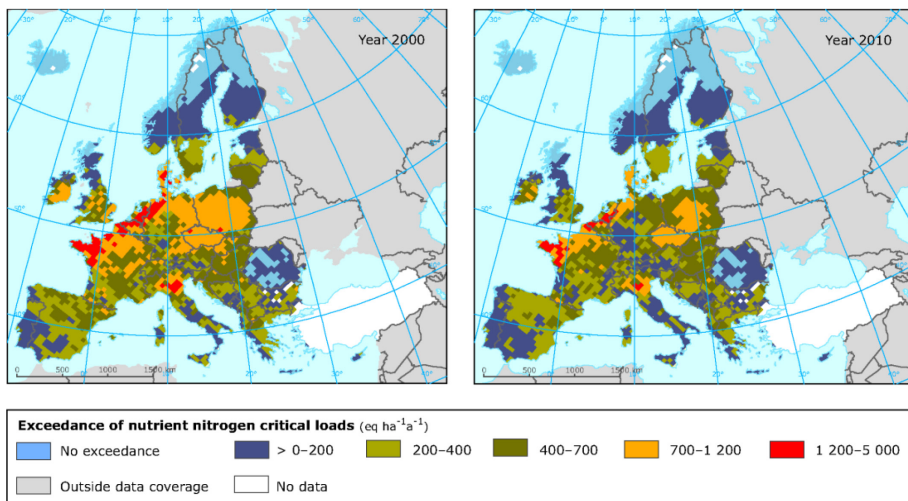 Year 2000
Year 2010
0 500 1000 1500 km
0 500 1000 1500 km
Exceedance of nutrient nitrogen critical loads (eq ha⁻¹a⁻¹)
No exceedance > 0–200 200–400 400–700 700–1 200 1 200–5 000
Outside data coverage No data